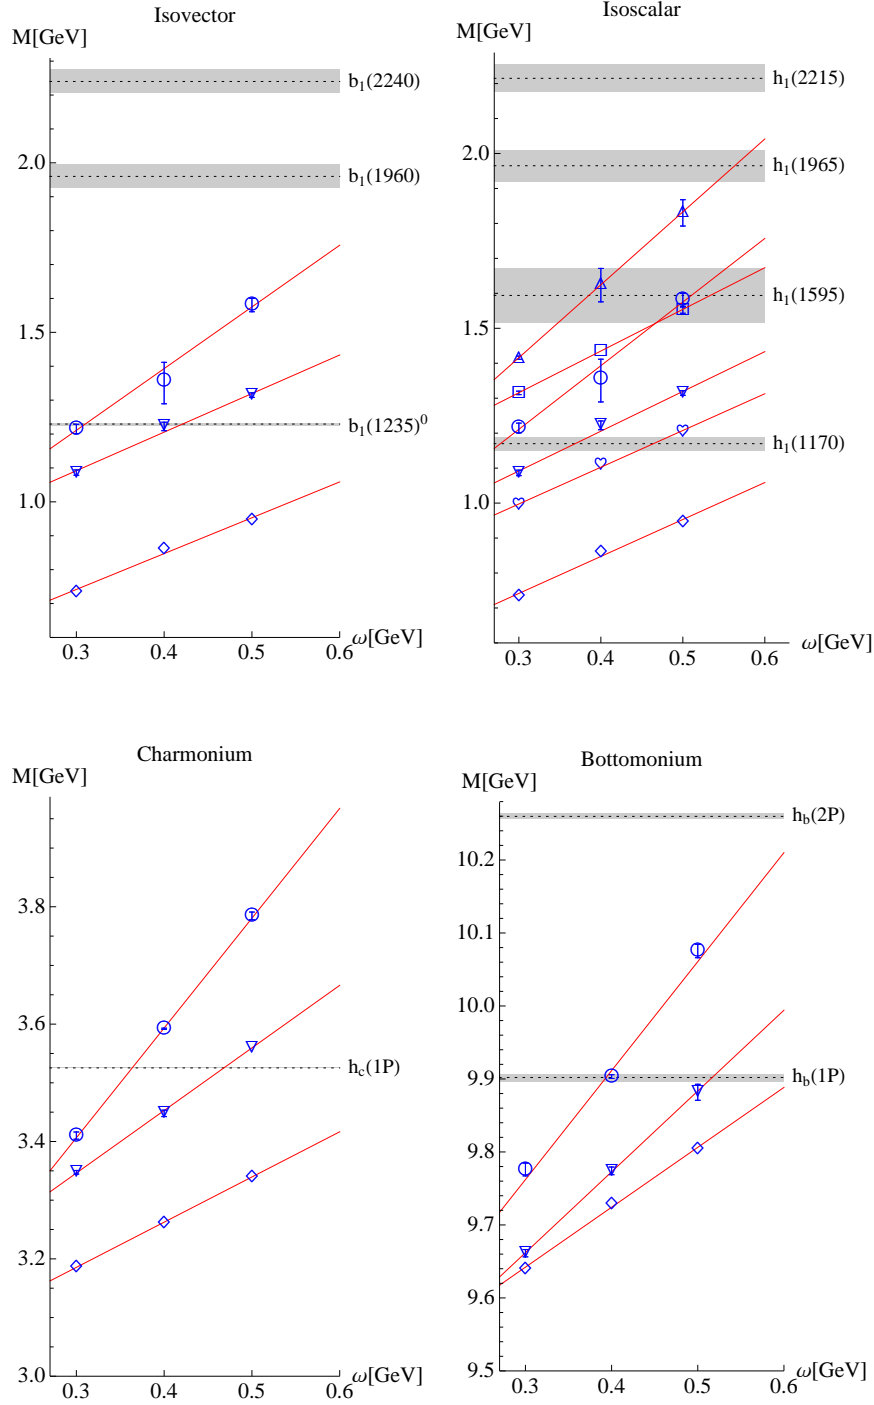 Isovector
M[GeV]
b₁(2240)
2.0
b₁(1960)
1.5
b₁(1235)⁰
1.0
ω[GeV]
0.3 0.4 0.5 0.6
Isoscalar
M[GeV]
h₁(2215)
2.0
h₁(1965)
h₁(1595)
1.5
h₁(1170)
1.0
ω[GeV]
0.3 0.4 0.5 0.6
Charmonium
M[GeV]
3.8
3.6
h_c(1P)
3.4
3.2
3.0
ω[GeV]
0.3 0.4 0.5 0.6
Bottomonium
M[GeV]
h_b(2P)
10.2
10.1
10.0
9.9
h_b(1P)
9.8
9.7
9.6
9.5
ω[GeV]
0.3 0.4 0.5 0.6